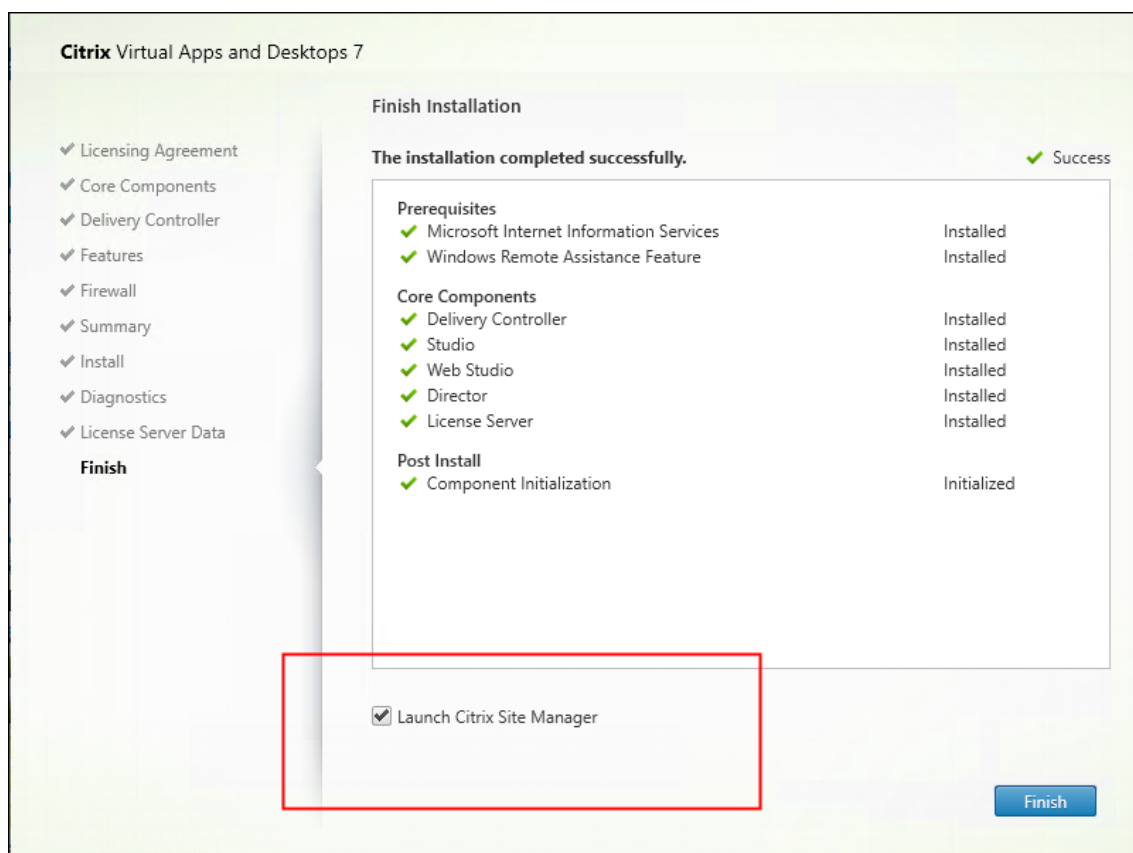 Citrix Virtual Apps and Desktops 7
Licensing Agreement
Core Components
Delivery Controller
Features
Firewall
Summary
Install
Diagnostics
License Server Data
Finish
Finish Installation
The installation completed successfully. Success
Prerequisites
Microsoft Internet Information Services Installed
Windows Remote Assistance Feature Installed
Core Components
Delivery Controller Installed
Studio Installed
Web Studio Installed
Director Installed
License Server Installed
Post Install
Component Initialization Initialized
Launch Citrix Site Manager
Finish